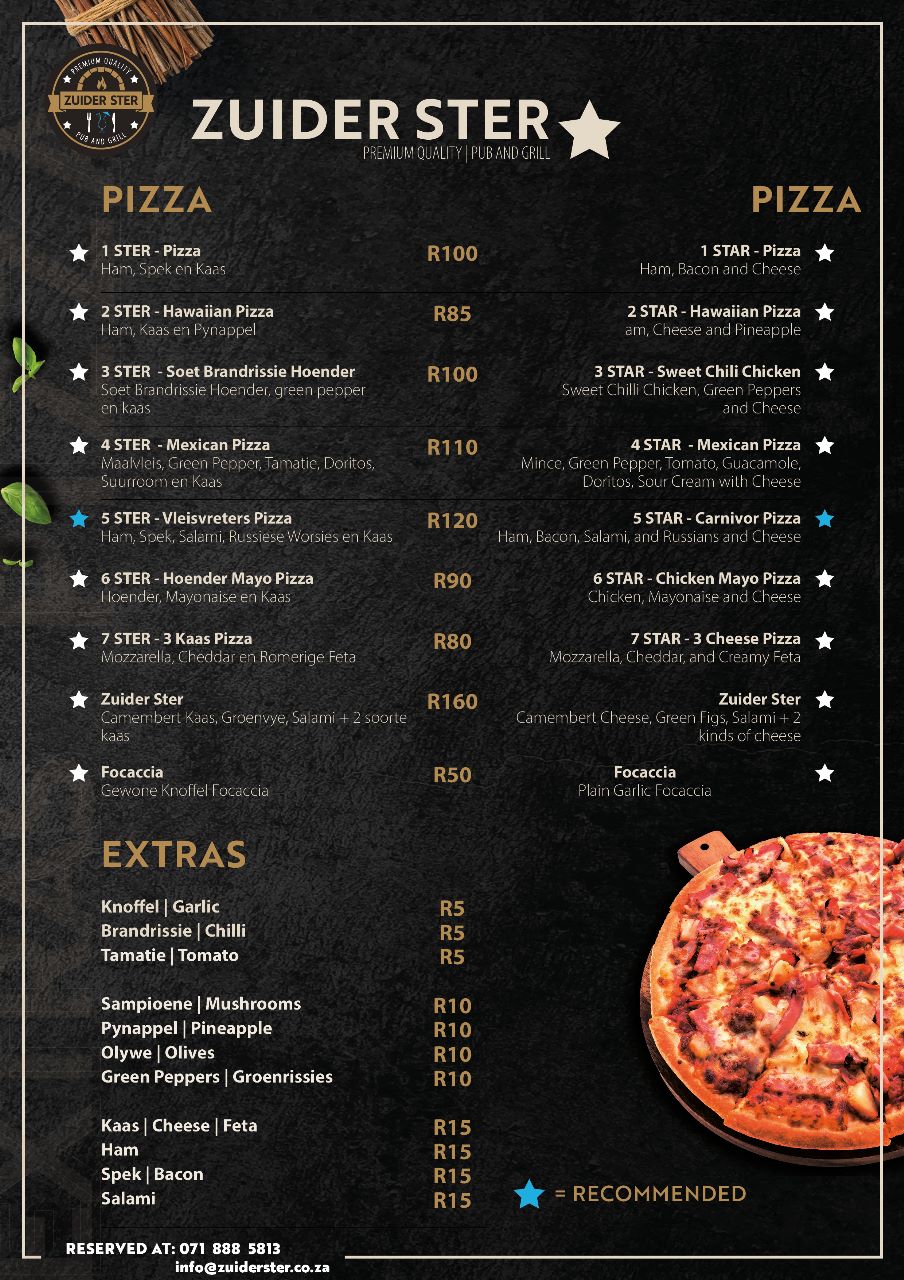 PREMIUM QUALITY
ZUIDER STER
PUB AND GRILL
ZUIDER STER
PREMIUM QUALITY | PUB AND GRILL
PIZZA
1 STER - Pizza R100
Ham, Spek en Kaas
2 STER - Hawaiian Pizza R85
Ham, Kaas en Pynappel
3 STER - Soet Brandrissie Hoender R100
Soet Brandrissie Hoender, green pepper
en kaas
4 STER - Mexican Pizza R110
Maalvleis, Green Pepper, Tamatie, Doritos,
Suurroom en Kaas
5 STER - Vleisvreters Pizza R120
Ham, Spek, Salami, Russiese Worsies en Kaas
6 STER - Hoender Mayo Pizza R90
Hoender, Mayonaise en Kaas
7 STER - 3 Kaas Pizza R80
Mozzarella, Cheddar en Romerige Feta
Zuider Ster R160
Camembert Kaas, Groenvye, Salami + 2 soorte
kaas
Focaccia R50
Gewone Knoffel Focaccia
PIZZA
1 STAR - Pizza
Ham, Bacon and Cheese
2 STAR - Hawaiian Pizza
am, Cheese and Pineapple
3 STAR - Sweet Chili Chicken
Sweet Chilli Chicken, Green Peppers
and Cheese
4 STAR - Mexican Pizza
Mince, Green Pepper, Tomato, Guacamole,
Doritos, Sour Cream with Cheese
5 STAR - Carnivor Pizza
Ham, Bacon, Salami, and Russians and Cheese
6 STAR - Chicken Mayo Pizza
Chicken, Mayonaise and Cheese
7 STAR - 3 Cheese Pizza
Mozzarella, Cheddar, and Creamy Feta
Zuider Ster
Camembert Cheese, Green Figs, Salami + 2
kinds of cheese
Focaccia
Plain Garlic Focaccia
EXTRAS
Knoffel | Garlic R5
Brandrissie | Chilli R5
Tamatie | Tomato R5
Sampioene | Mushrooms R10
Pynappel | Pineapple R10
Olywe | Olives R10
Green Peppers | Groenrissies R10
Kaas | Cheese | Feta R15
Ham R15
Spek | Bacon R15
Salami R15
= RECOMMENDED
RESERVED AT: 071 888 5813
info@zuiderster.co.za